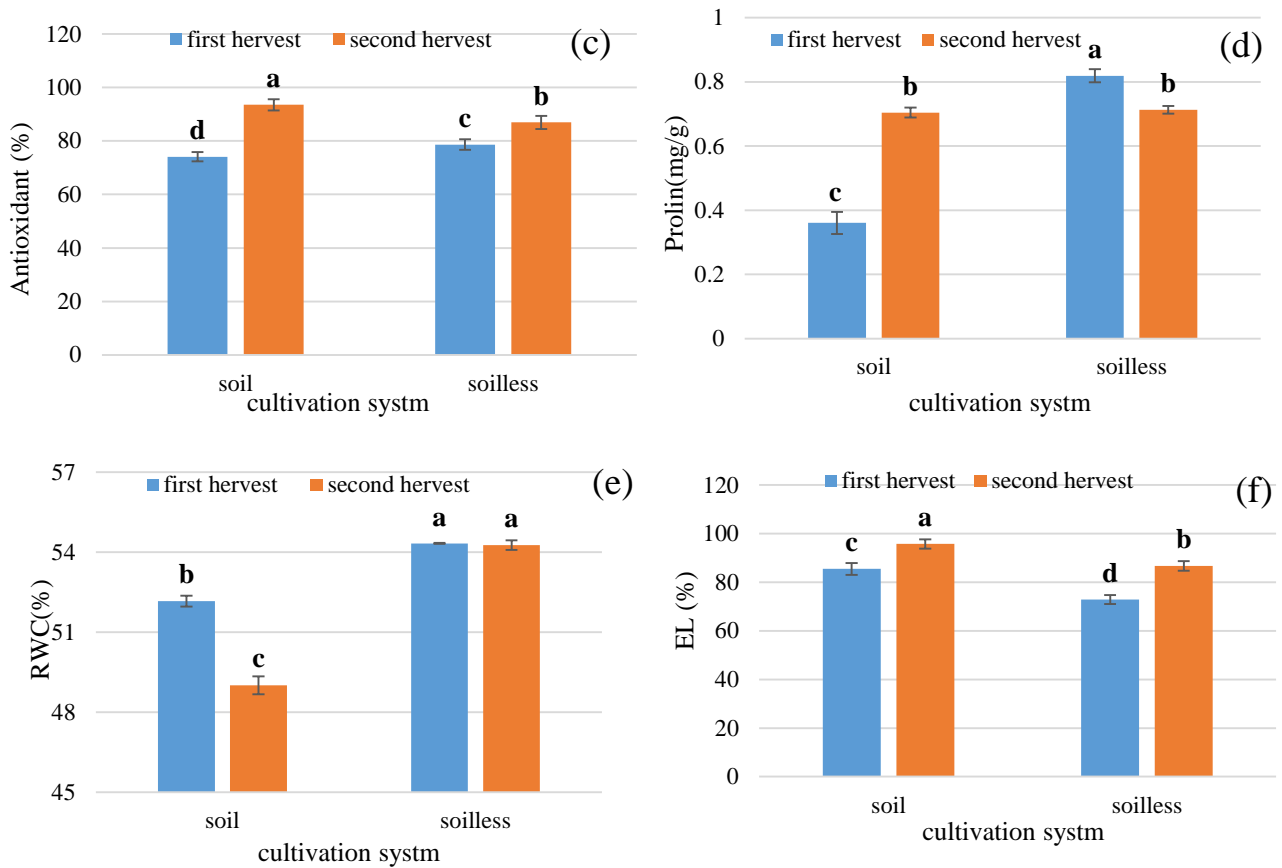 (c)
first hervest second hervest
120
100
80
60
40
20
0
Antioxidant (%)
d
a
c
b
soil soilless
cultivation systm
(d)
first hervest second hervest
1
0.8
0.6
0.4
0.2
0
Prolin(mg/g)
c
b
a
b
soil soilless
cultivation systm
(e)
first hervest second hervest
57
54
51
48
45
RWC(%)
b
c
a
a
soil soilless
cultivation systm
(f)
first hervest second hervest
120
100
80
60
40
20
0
EL (%)
c
a
d
b
soil soilless
cultivation systm